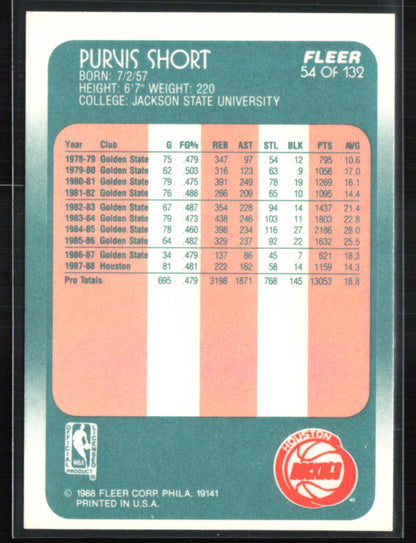 PURVIS SHORT
FLEER
BORN: 7/2/57
54 OF 132
HEIGHT: 6'7" WEIGHT: 220
COLLEGE: JACKSON STATE UNIVERSITY
Year Club G FG% REB AST STL BLK PTS AVG
1978-79 Golden State 75 .479 347 97 54 12 795 10.6
1979-80 Golden State 62 .503 316 123 63 9 1056 17.0
1980-81 Golden State 79 .475 391 249 78 19 1269 16.1
1981-82 Golden State 76 .488 266 209 65 10 1095 14.4
1982-83 Golden State 67 .487 354 228 94 14 1437 21.4
1983-84 Golden State 79 .473 438 246 103 11 1803 22.8
1984-85 Golden State 78 .460 398 234 116 27 2186 28.0
1985-86 Golden State 64 .482 329 237 92 22 1632 25.5
1986-87 Golden State 34 .479 137 86 45 7 621 18.3
1987-88 Houston 81 .481 222 162 58 14 1159 14.3
Pro Totals 695 .479 3198 1871 768 145 13053 18.8
OFFICIAL LICENSED
NBA
PRODUCT
HOUSTON
ROCKETS
© 1988 FLEER CORP. PHILA. 19141
PRINTED IN U.S.A.